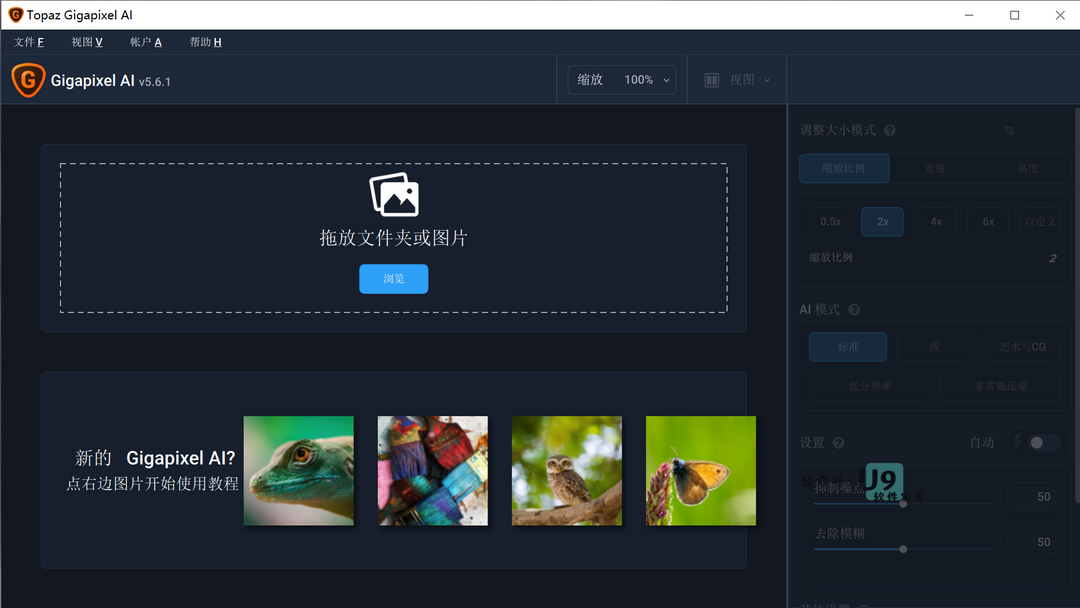 Topaz Gigapixel AI
文件 F 视图 V 帐户 A 帮助 H
Gigapixel AI v5.6.1
缩放 100%
视图
拖放文件夹或图片
浏览
新的 Gigapixel AI?
点右边图片开始使用教程
调整大小模式
缩放比例 宽度 高度
0.5x 2x 4x 6x 自定义
缩放比例 2
AI 模式
标准 线 艺术与CG
低分辨率 非常规压缩
设置 自动
J9
抑制噪点 50
去除模糊 50